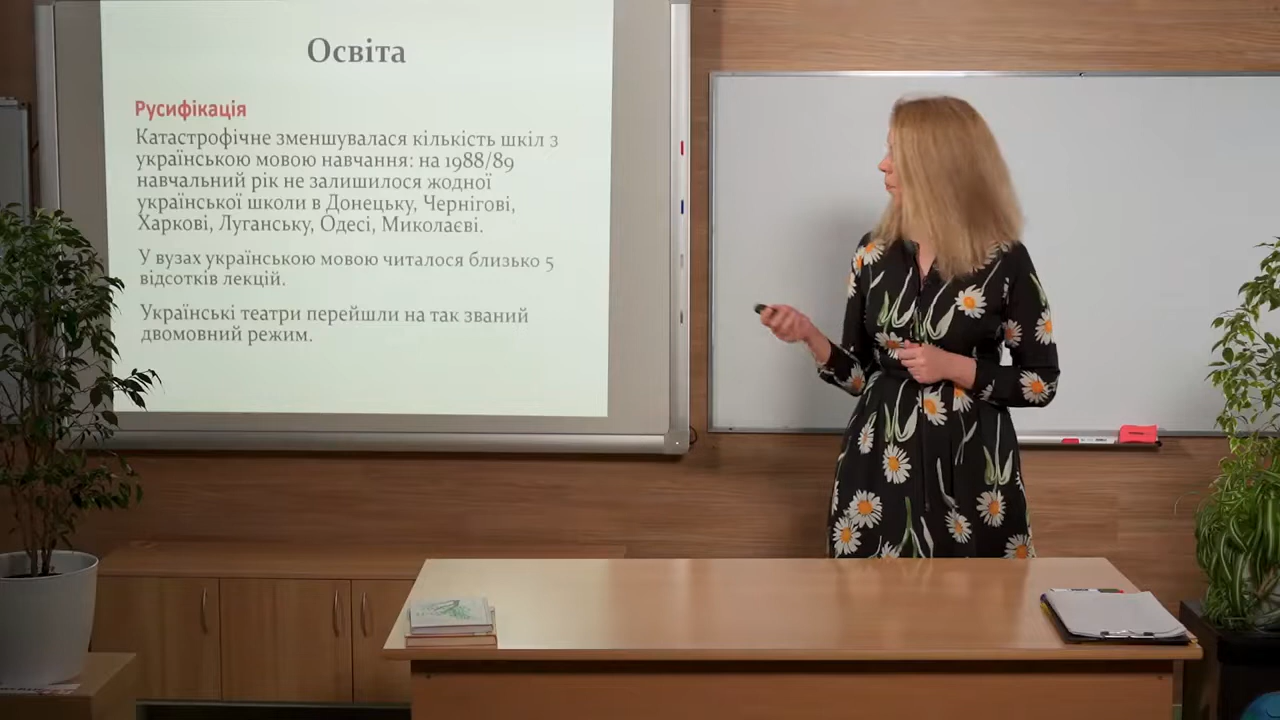 Освіта
Русифікація
Катастрофічне зменшувалася кількість шкіл з
українською мовою навчання: на 1988/89
навчальний рік не залишилося жодної
української школи в Донецьку, Чернігові,
Харкові, Луганську, Одесі, Миколаєві.
У вузах українською мовою читалося близько 5
відсотків лекцій.
Українські театри перейшли на так званий
двомовний режим.